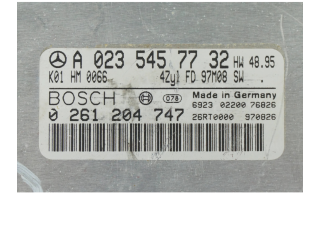 A 023 545 77 32 HW 48.95
K01 HM 0066 4Zyl FD 97M08 SW .
BOSCH 078 Made in Germany
6923 02200 76826
0 261 204 747 26RT0000 970826